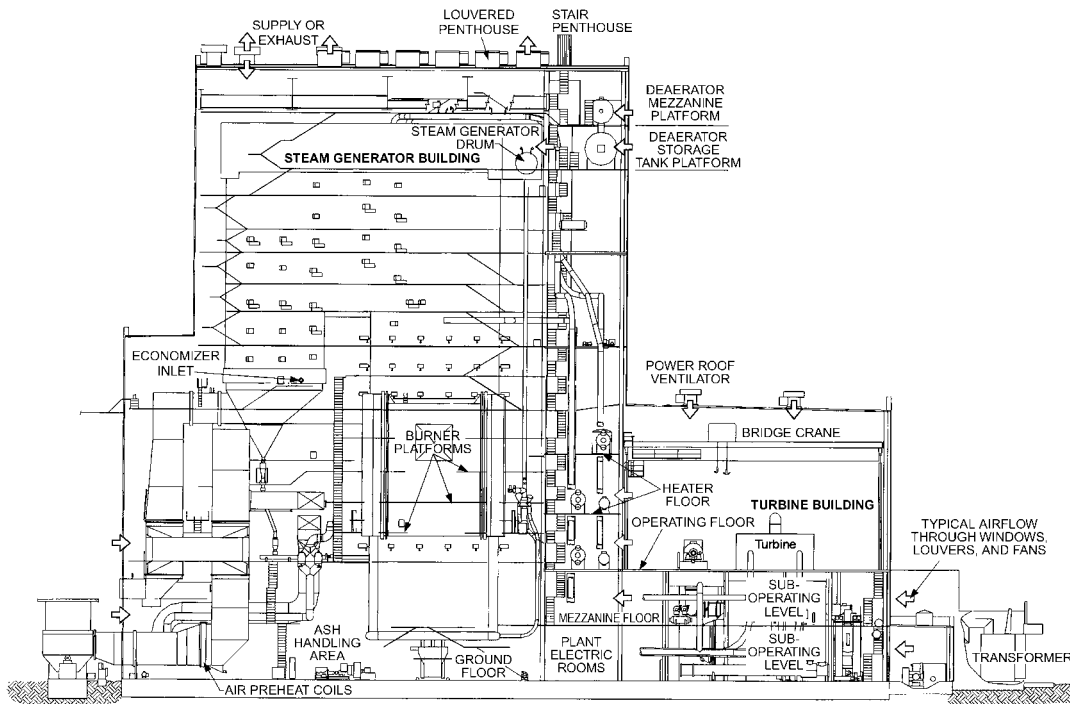 SUPPLY OR
EXHAUST
LOUVERED
PENTHOUSE
STAIR
PENTHOUSE
DEAERATOR
MEZZANINE
PLATFORM
DEAERATOR
STORAGE
TANK PLATFORM
STEAM GENERATOR
DRUM
STEAM GENERATOR BUILDING
ECONOMIZER
INLET
POWER ROOF
VENTILATOR
BRIDGE CRANE
BURNER
PLATFORMS
HEATER
FLOOR
TURBINE BUILDING
OPERATING FLOOR
Turbine
TYPICAL AIRFLOW
THROUGH WINDOWS,
LOUVERS, AND FANS
SUB-
OPERATING
LEVEL
MEZZANINE FLOOR
SUB-
OPERATING
LEVEL
ASH
HANDLING
AREA
GROUND
FLOOR
PLANT
ELECTRIC
ROOMS
TRANSFORMER
AIR PREHEAT COILS